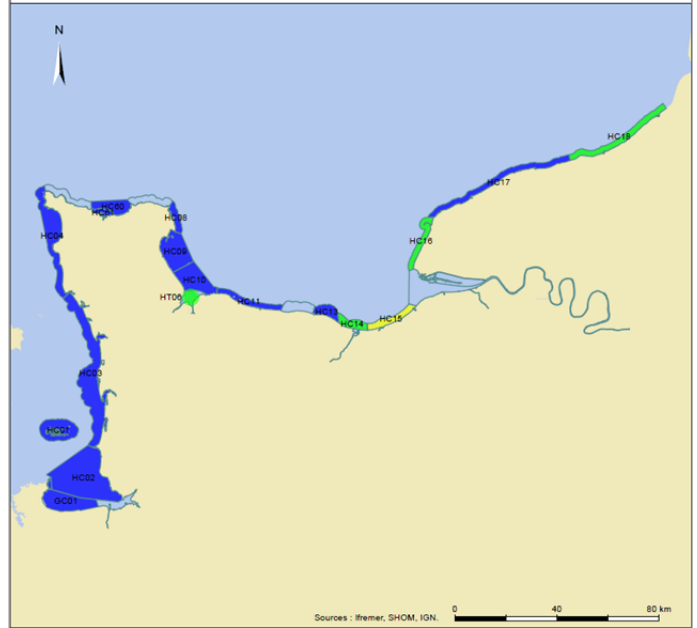 N
HC18
HC17
HC60
HC61
HC08
HC04
HC16
HC09
HC10
HT06
HC11
HC13
HC14
HC15
HC03
HC01
HC02
GC01
Sources : Ifremer, SHOM, IGN.
0 40 80 km